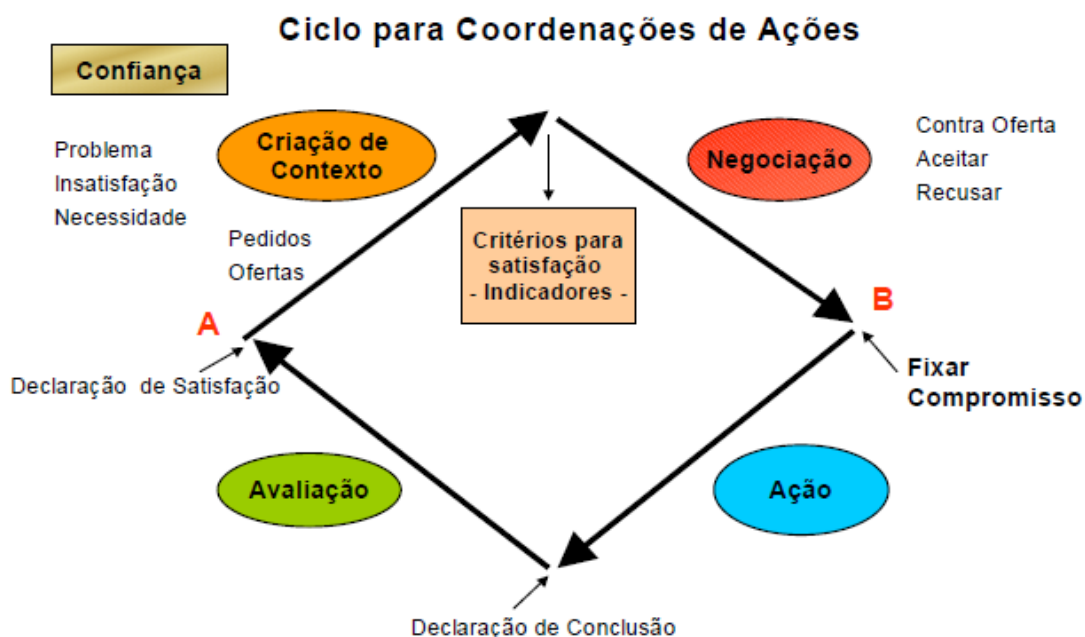 Ciclo para Coordenações de Ações
Confiança
Criação de
Contexto
Problema
Insatisfação
Necessidade
Pedidos
Ofertas
Negociação
Contra Oferta
Aceitar
Recusar
Critérios para
satisfação
- Indicadores -
A
B
Declaração de Satisfação
Fixar
Compromisso
Avaliação
Ação
Declaração de Conclusão